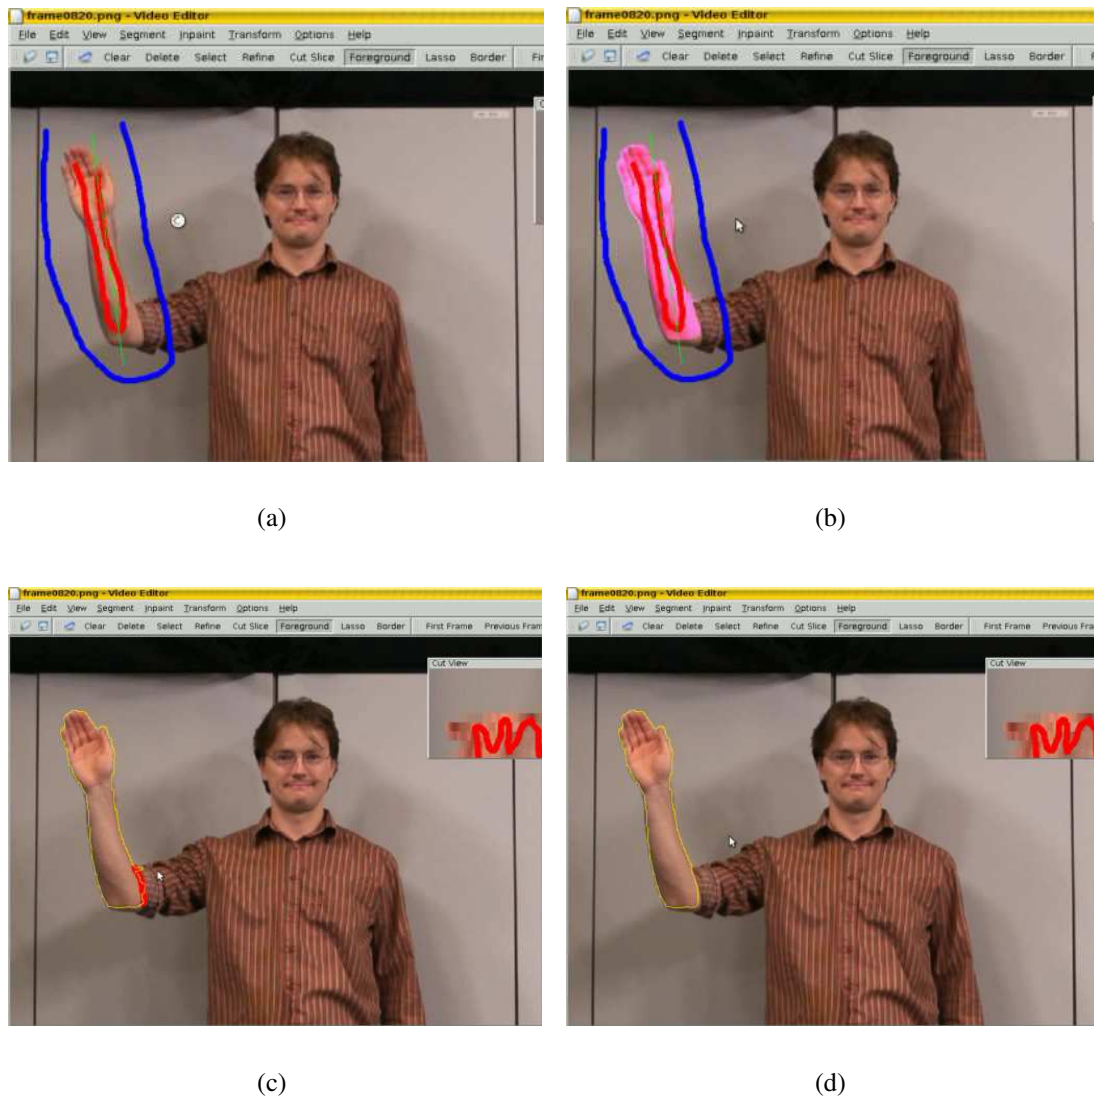 frame0820.png - Video Editor
File Edit View Segment Inpaint Transform Options Help
Clear Delete Select Refine Cut Slice Foreground Lasso Border
frame0820.png - Video Editor
File Edit View Segment Inpaint Transform Options Help
Clear Delete Select Refine Cut Slice Foreground Lasso Border
(a)
(b)
frame0820.png - Video Editor
File Edit View Segment Inpaint Transform Options Help
Clear Delete Select Refine Cut Slice Foreground Lasso Border First Frame Previous Fram
Cut View
frame0820.png - Video Editor
File Edit View Segment Inpaint Transform Options Help
Clear Delete Select Refine Cut Slice Foreground Lasso Border First Frame Previous Fra
Cut View
(c)
(d)